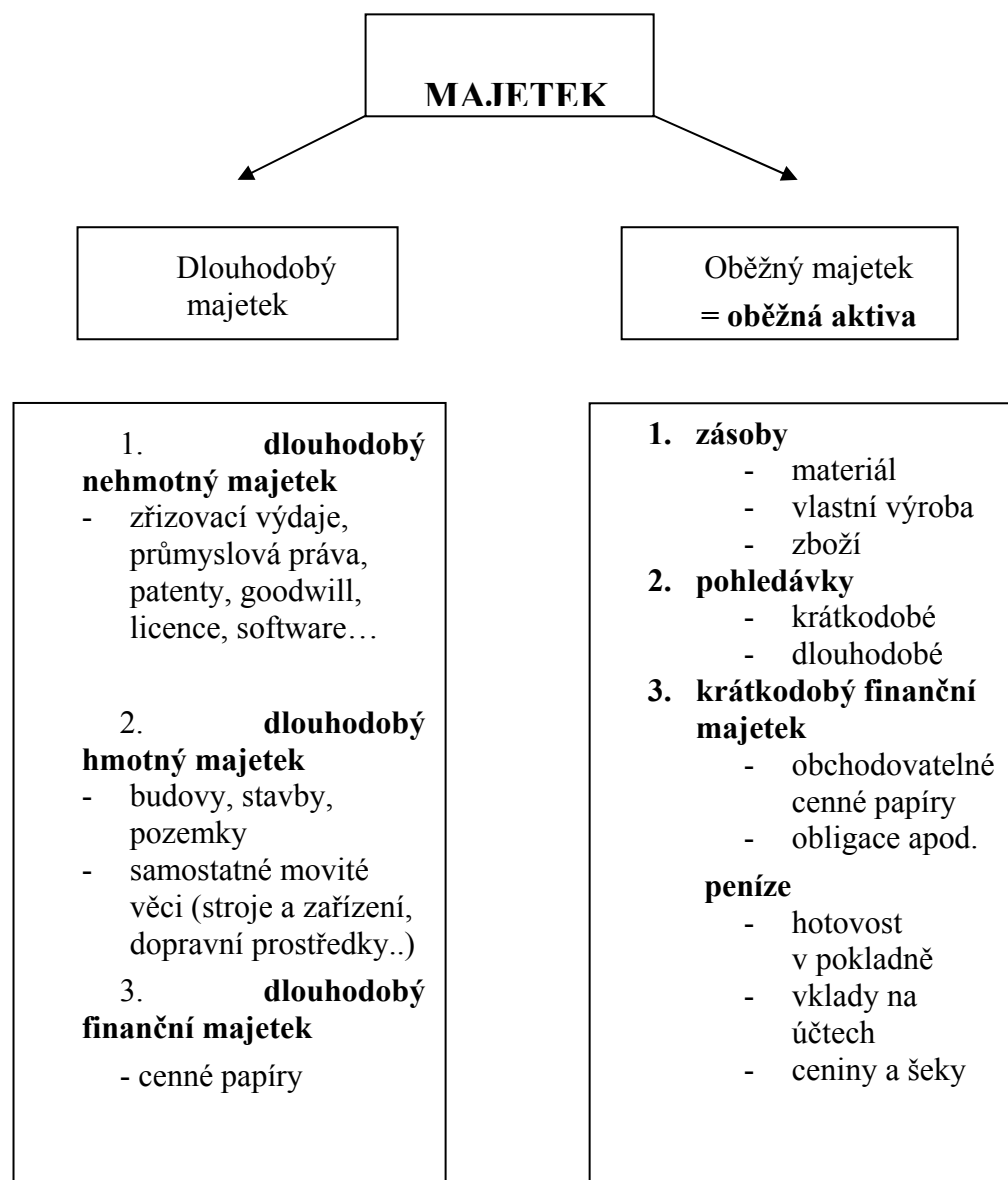 MAJETEK
Dlouhodobý
majetek
Oběžný majetek
= oběžná aktiva
1. dlouhodobý
nehmotný majetek
- zřizovací výdaje,
průmyslová práva,
patenty, goodwill,
licence, software…
2. dlouhodobý
hmotný majetek
- budovy, stavby,
pozemky
- samostatné movité
věci (stroje a zařízení,
dopravní prostředky..)
3. dlouhodobý
finanční majetek
- cenné papíry
1. zásoby
- materiál
- vlastní výroba
- zboží
2. pohledávky
- krátkodobé
- dlouhodobé
3. krátkodobý finanční
majetek
- obchodovatelné
cenné papíry
- obligace apod.
peníze
- hotovost
v pokladně
- vklady na
účtech
- ceniny a šeky